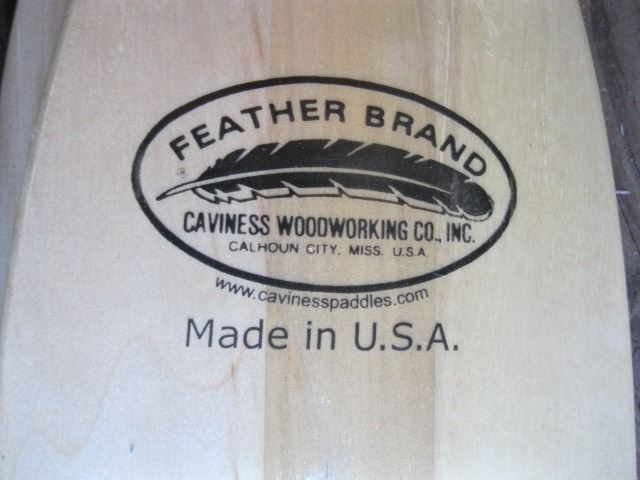 FEATHER BRAND
®
CAVINESS WOODWORKING CO., INC.
CALHOUN CITY, MISS. U.S.A.
www.cavinesspaddles.com
Made in U.S.A.